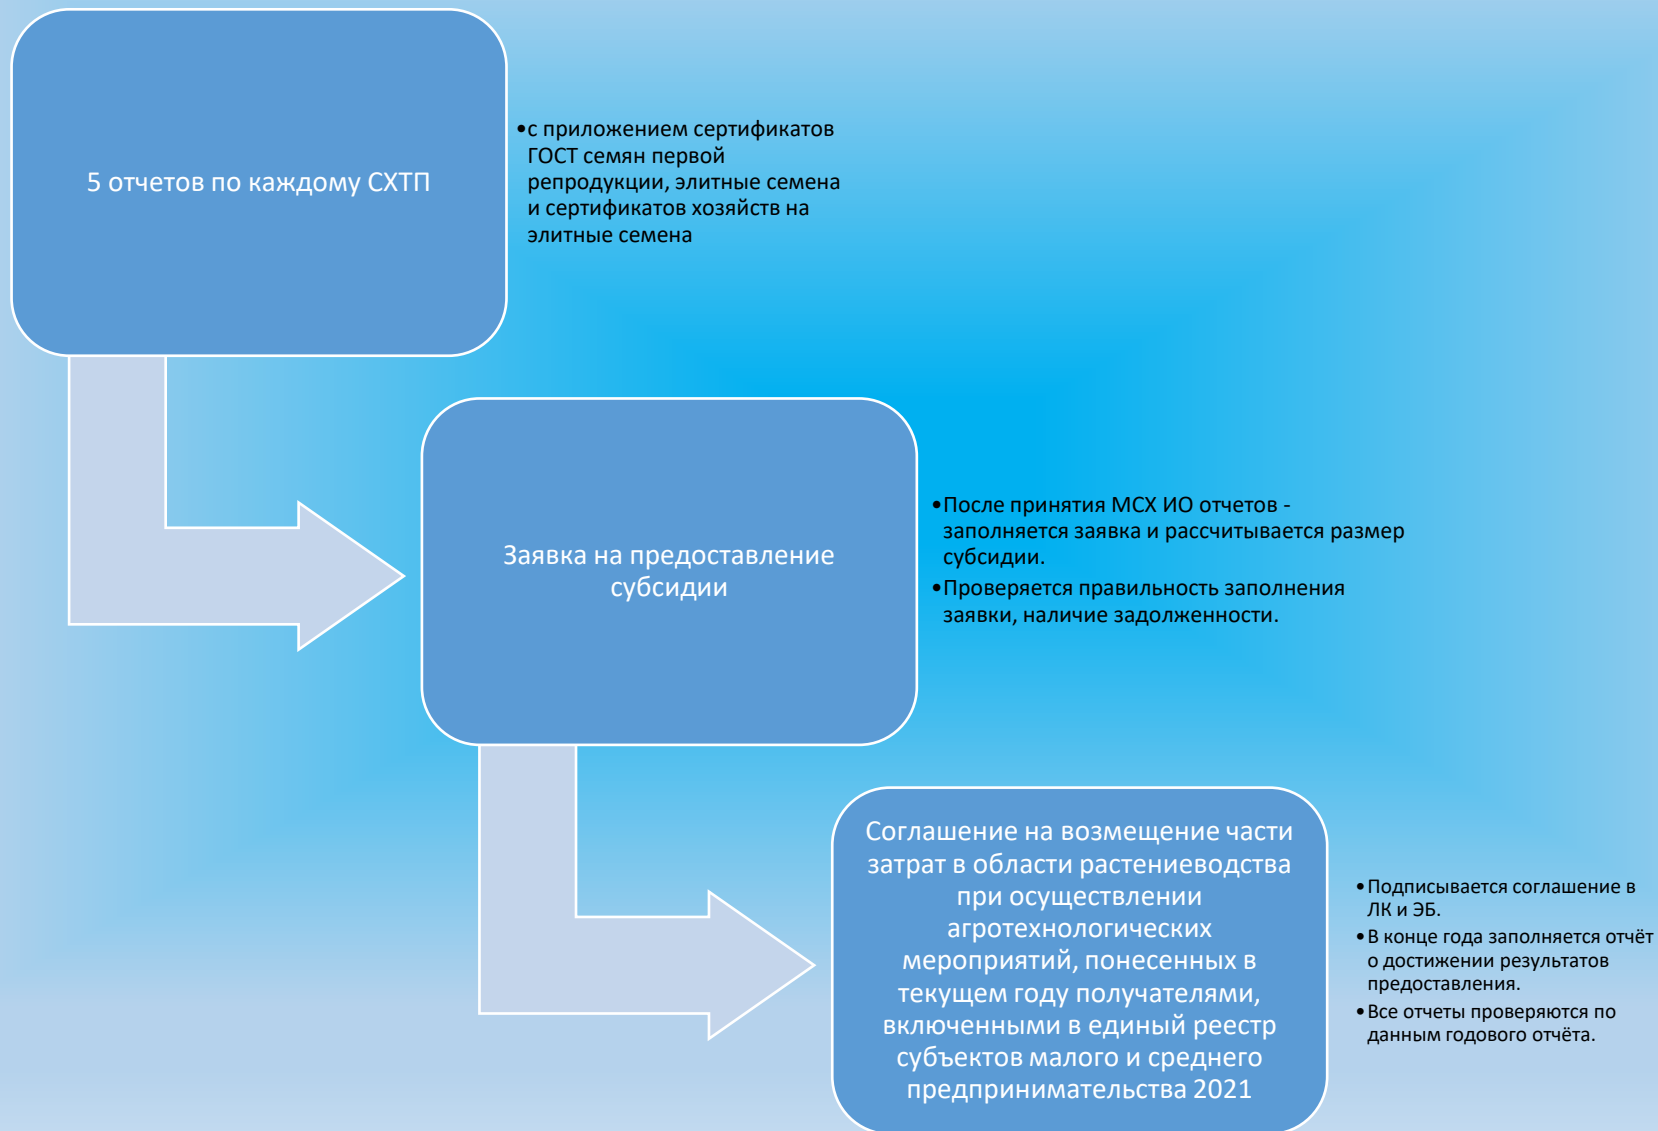 5 отчетов по каждому СХТП
•с приложением сертификатов
ГОСТ семян первой
репродукции, элитные семена
и сертификатов хозяйств на
элитные семена
Заявка на предоставление
субсидии
•После принятия МСХ ИО отчетов -
заполняется заявка и рассчитывается размер
субсидии.
•Проверяется правильность заполнения
заявки, наличие задолженности.
Соглашение на возмещение части
затрат в области растениеводства
при осуществлении
агротехнологических
мероприятий, понесенных в
текущем году получателями,
включенными в единый реестр
субъектов малого и среднего
предпринимательства 2021
•Подписывается соглашение в
ЛК и ЭБ.
•В конце года заполняется отчёт
о достижении результатов
предоставления.
•Все отчеты проверяются по
данным годового отчёта.